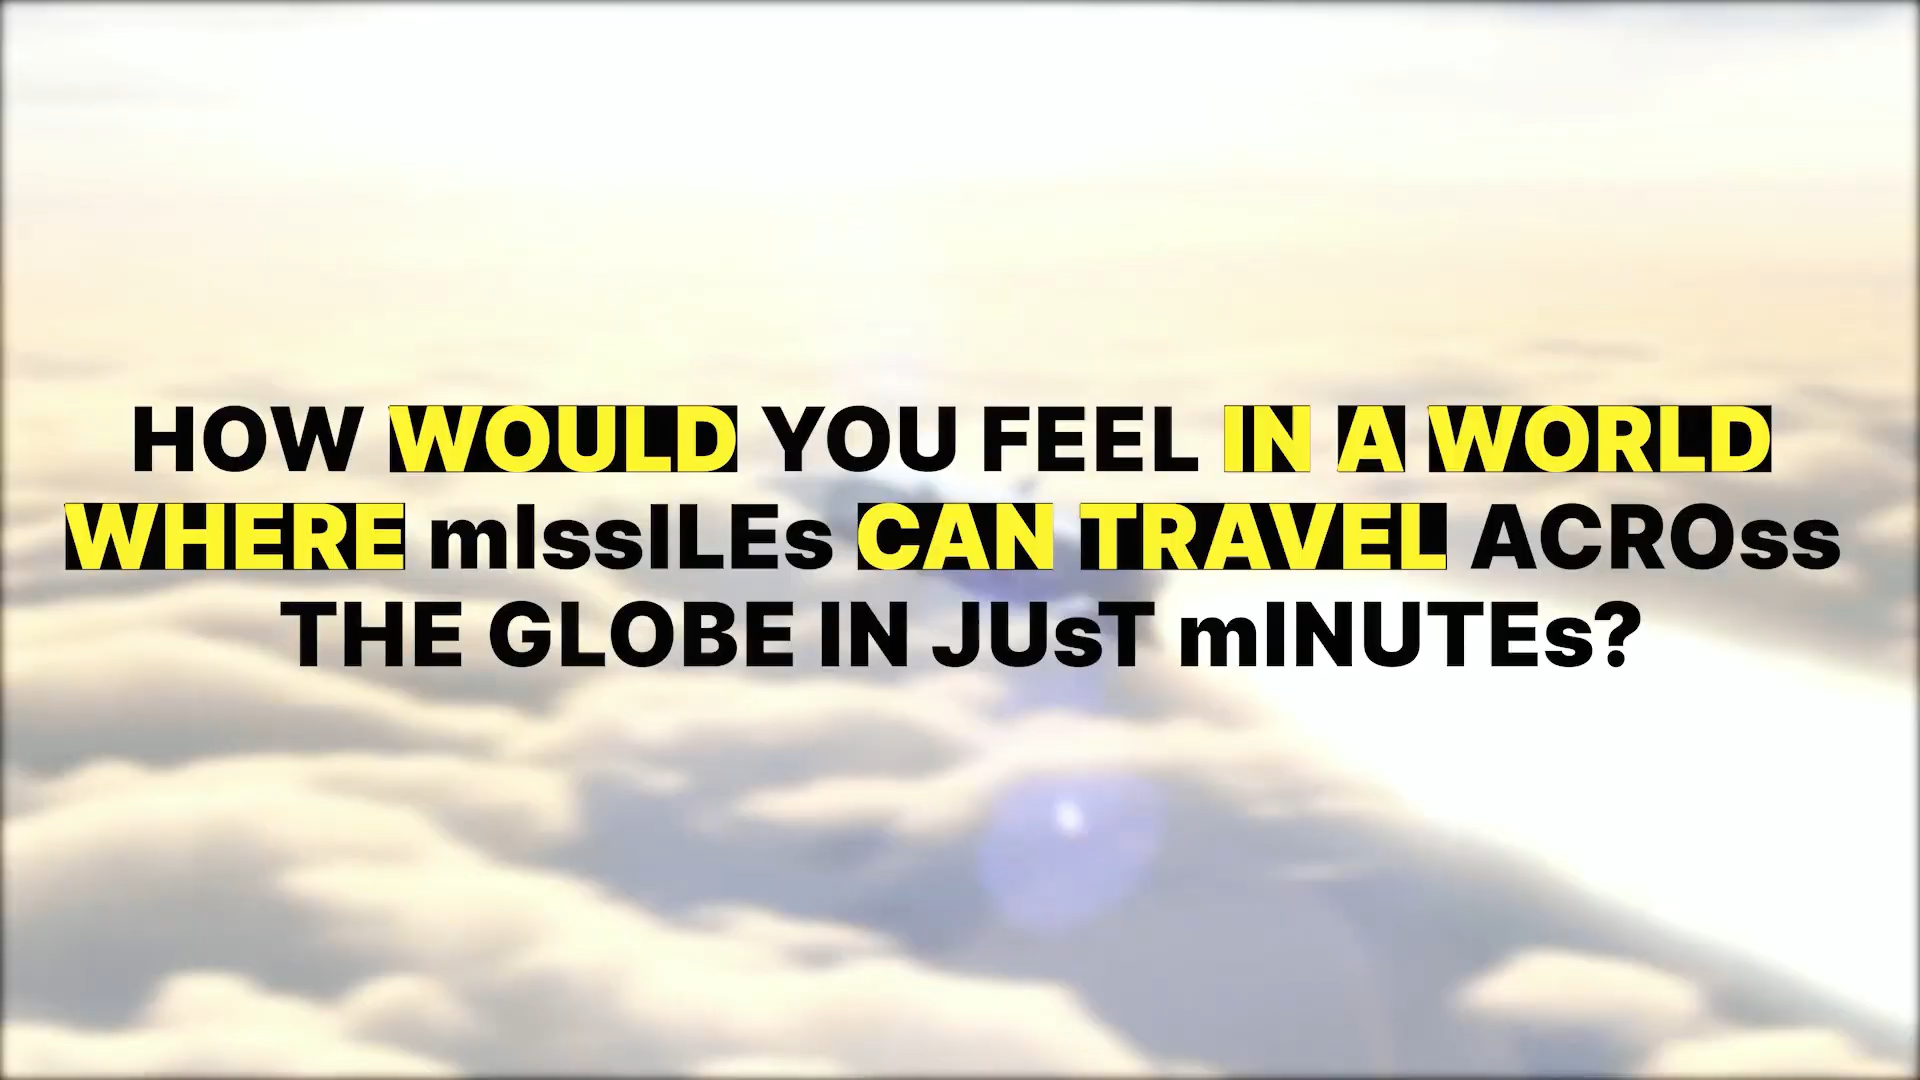 HOW WOULD YOU FEEL IN A WORLD
WHERE mIssILEs CAN TRAVEL ACROss
THE GLOBE IN JUsT mINUTEs?